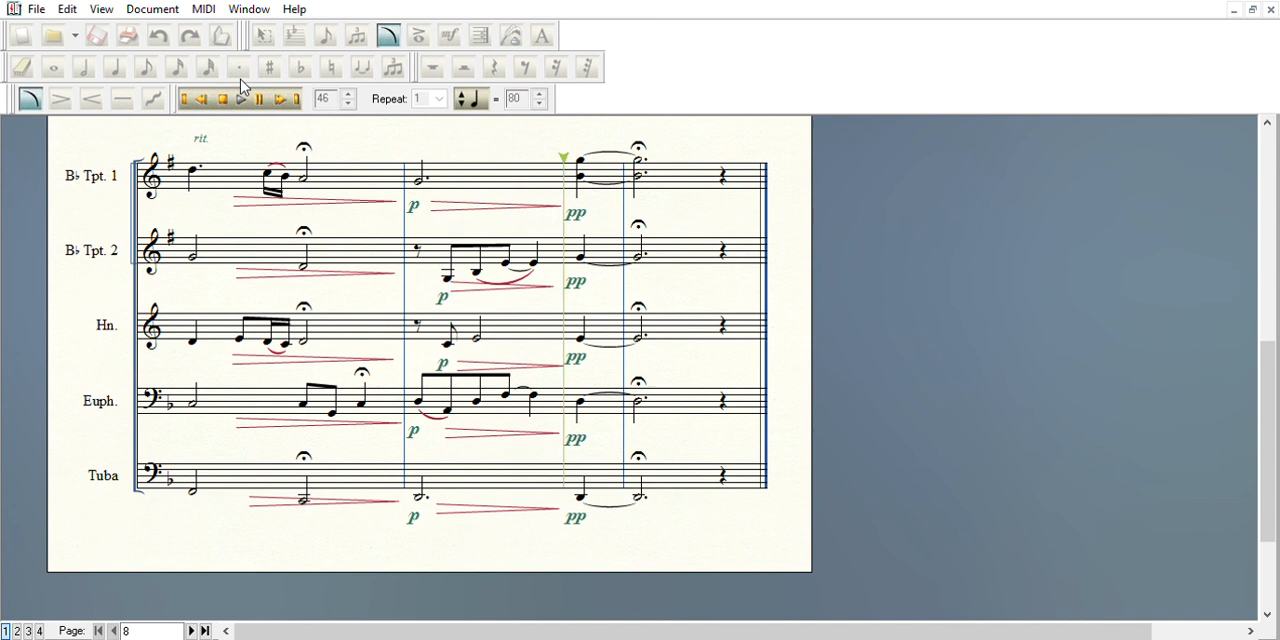 File Edit View Document MIDI Window Help
mf A
46 Repeat: 1 = 80
rit.
B♭ Tpt. 1
p pp
B♭ Tpt. 2
p pp
Hn.
p pp
Euph.
p pp
Tuba
p pp
1 2 3 4 Page: 8